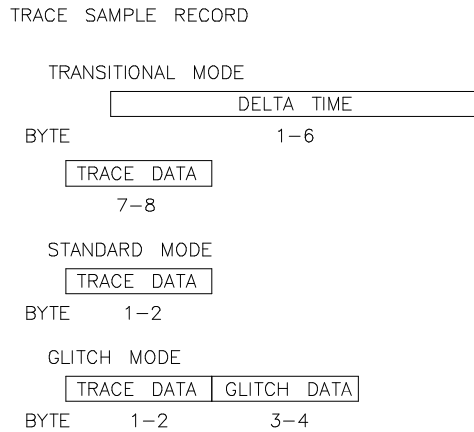 TRACE SAMPLE RECORD
TRANSITIONAL MODE
DELTA TIME
BYTE 1-6
TRACE DATA
7-8
STANDARD MODE
TRACE DATA
BYTE 1-2
GLITCH MODE
TRACE DATA GLITCH DATA
BYTE 1-2 3-4